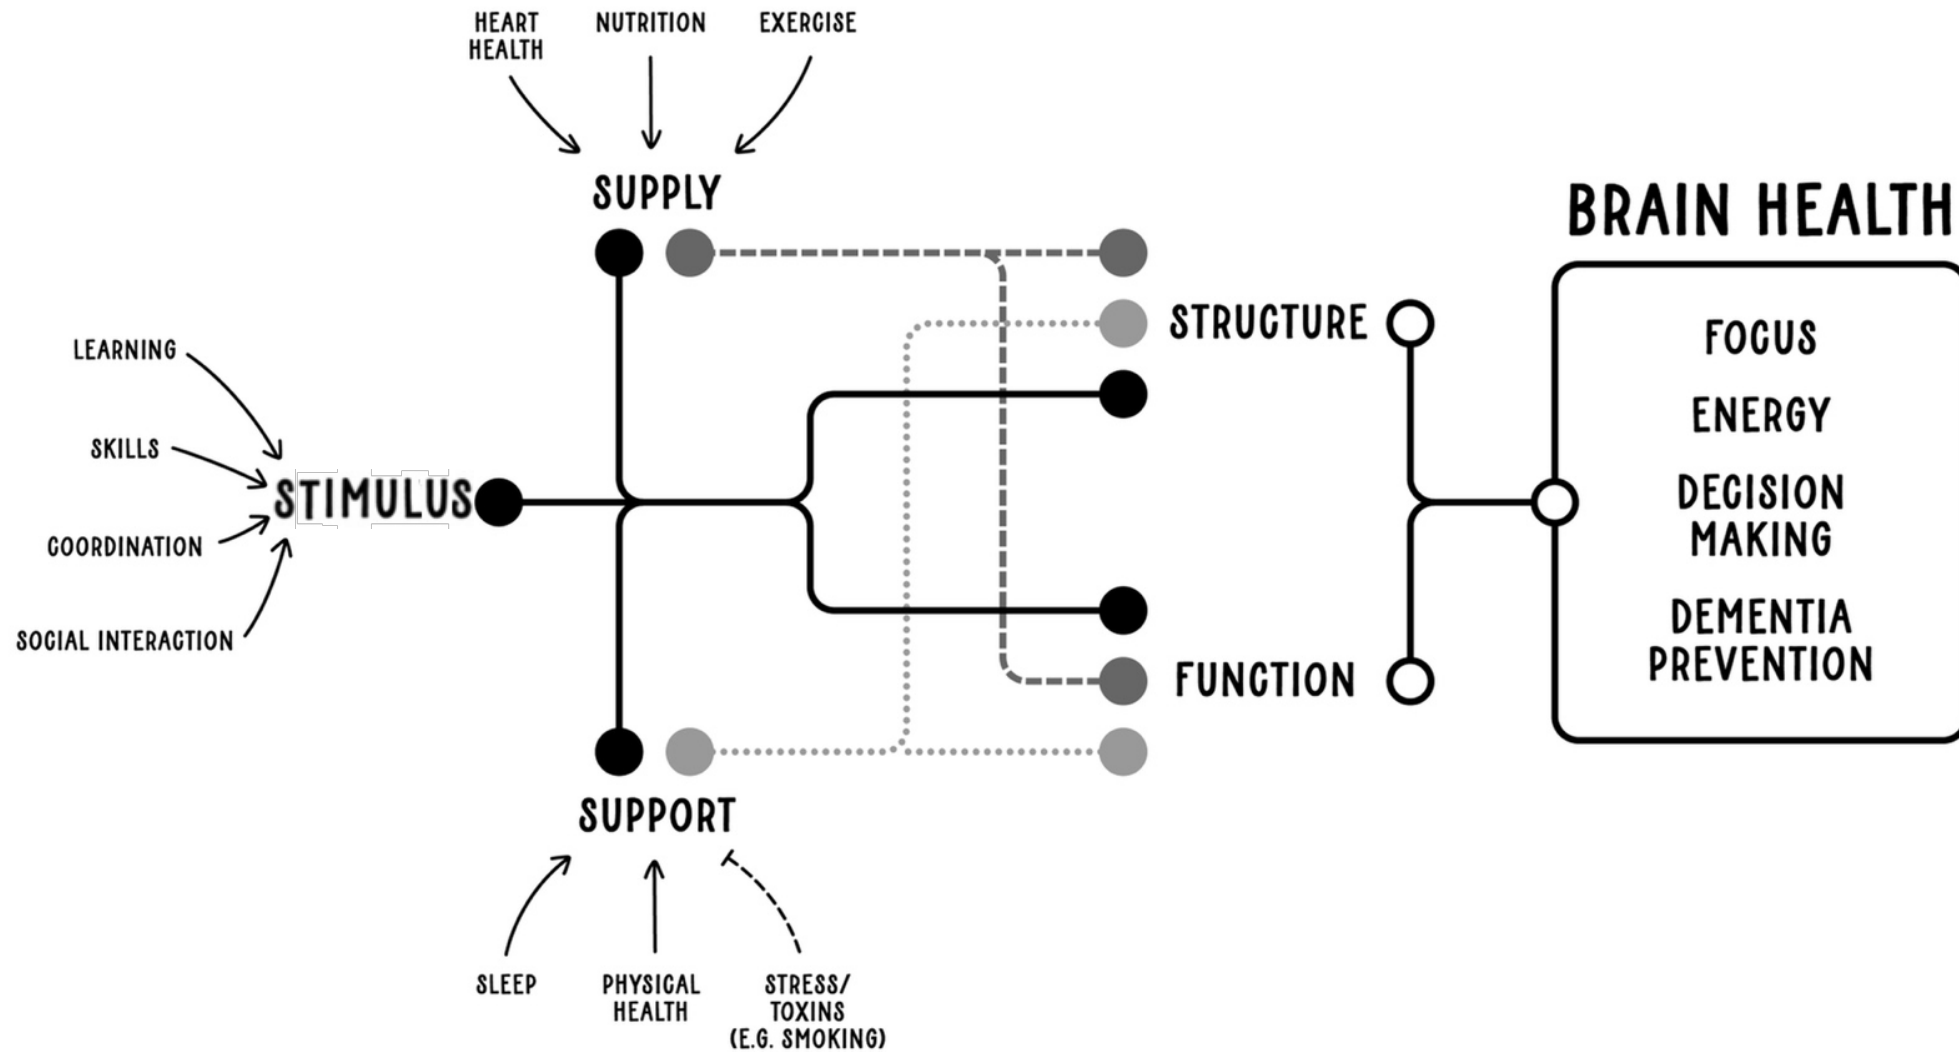 HEART
HEALTH
NUTRITION
EXERCISE
SUPPLY
LEARNING
SKILLS
STIMULUS
COORDINATION
SOCIAL INTERACTION
SUPPORT
SLEEP
PHYSICAL
HEALTH
STRESS/
TOXINS
(E.G. SMOKING)
STRUCTURE
FUNCTION
BRAIN HEALTH
FOCUS
ENERGY
DECISION
MAKING
DEMENTIA
PREVENTION